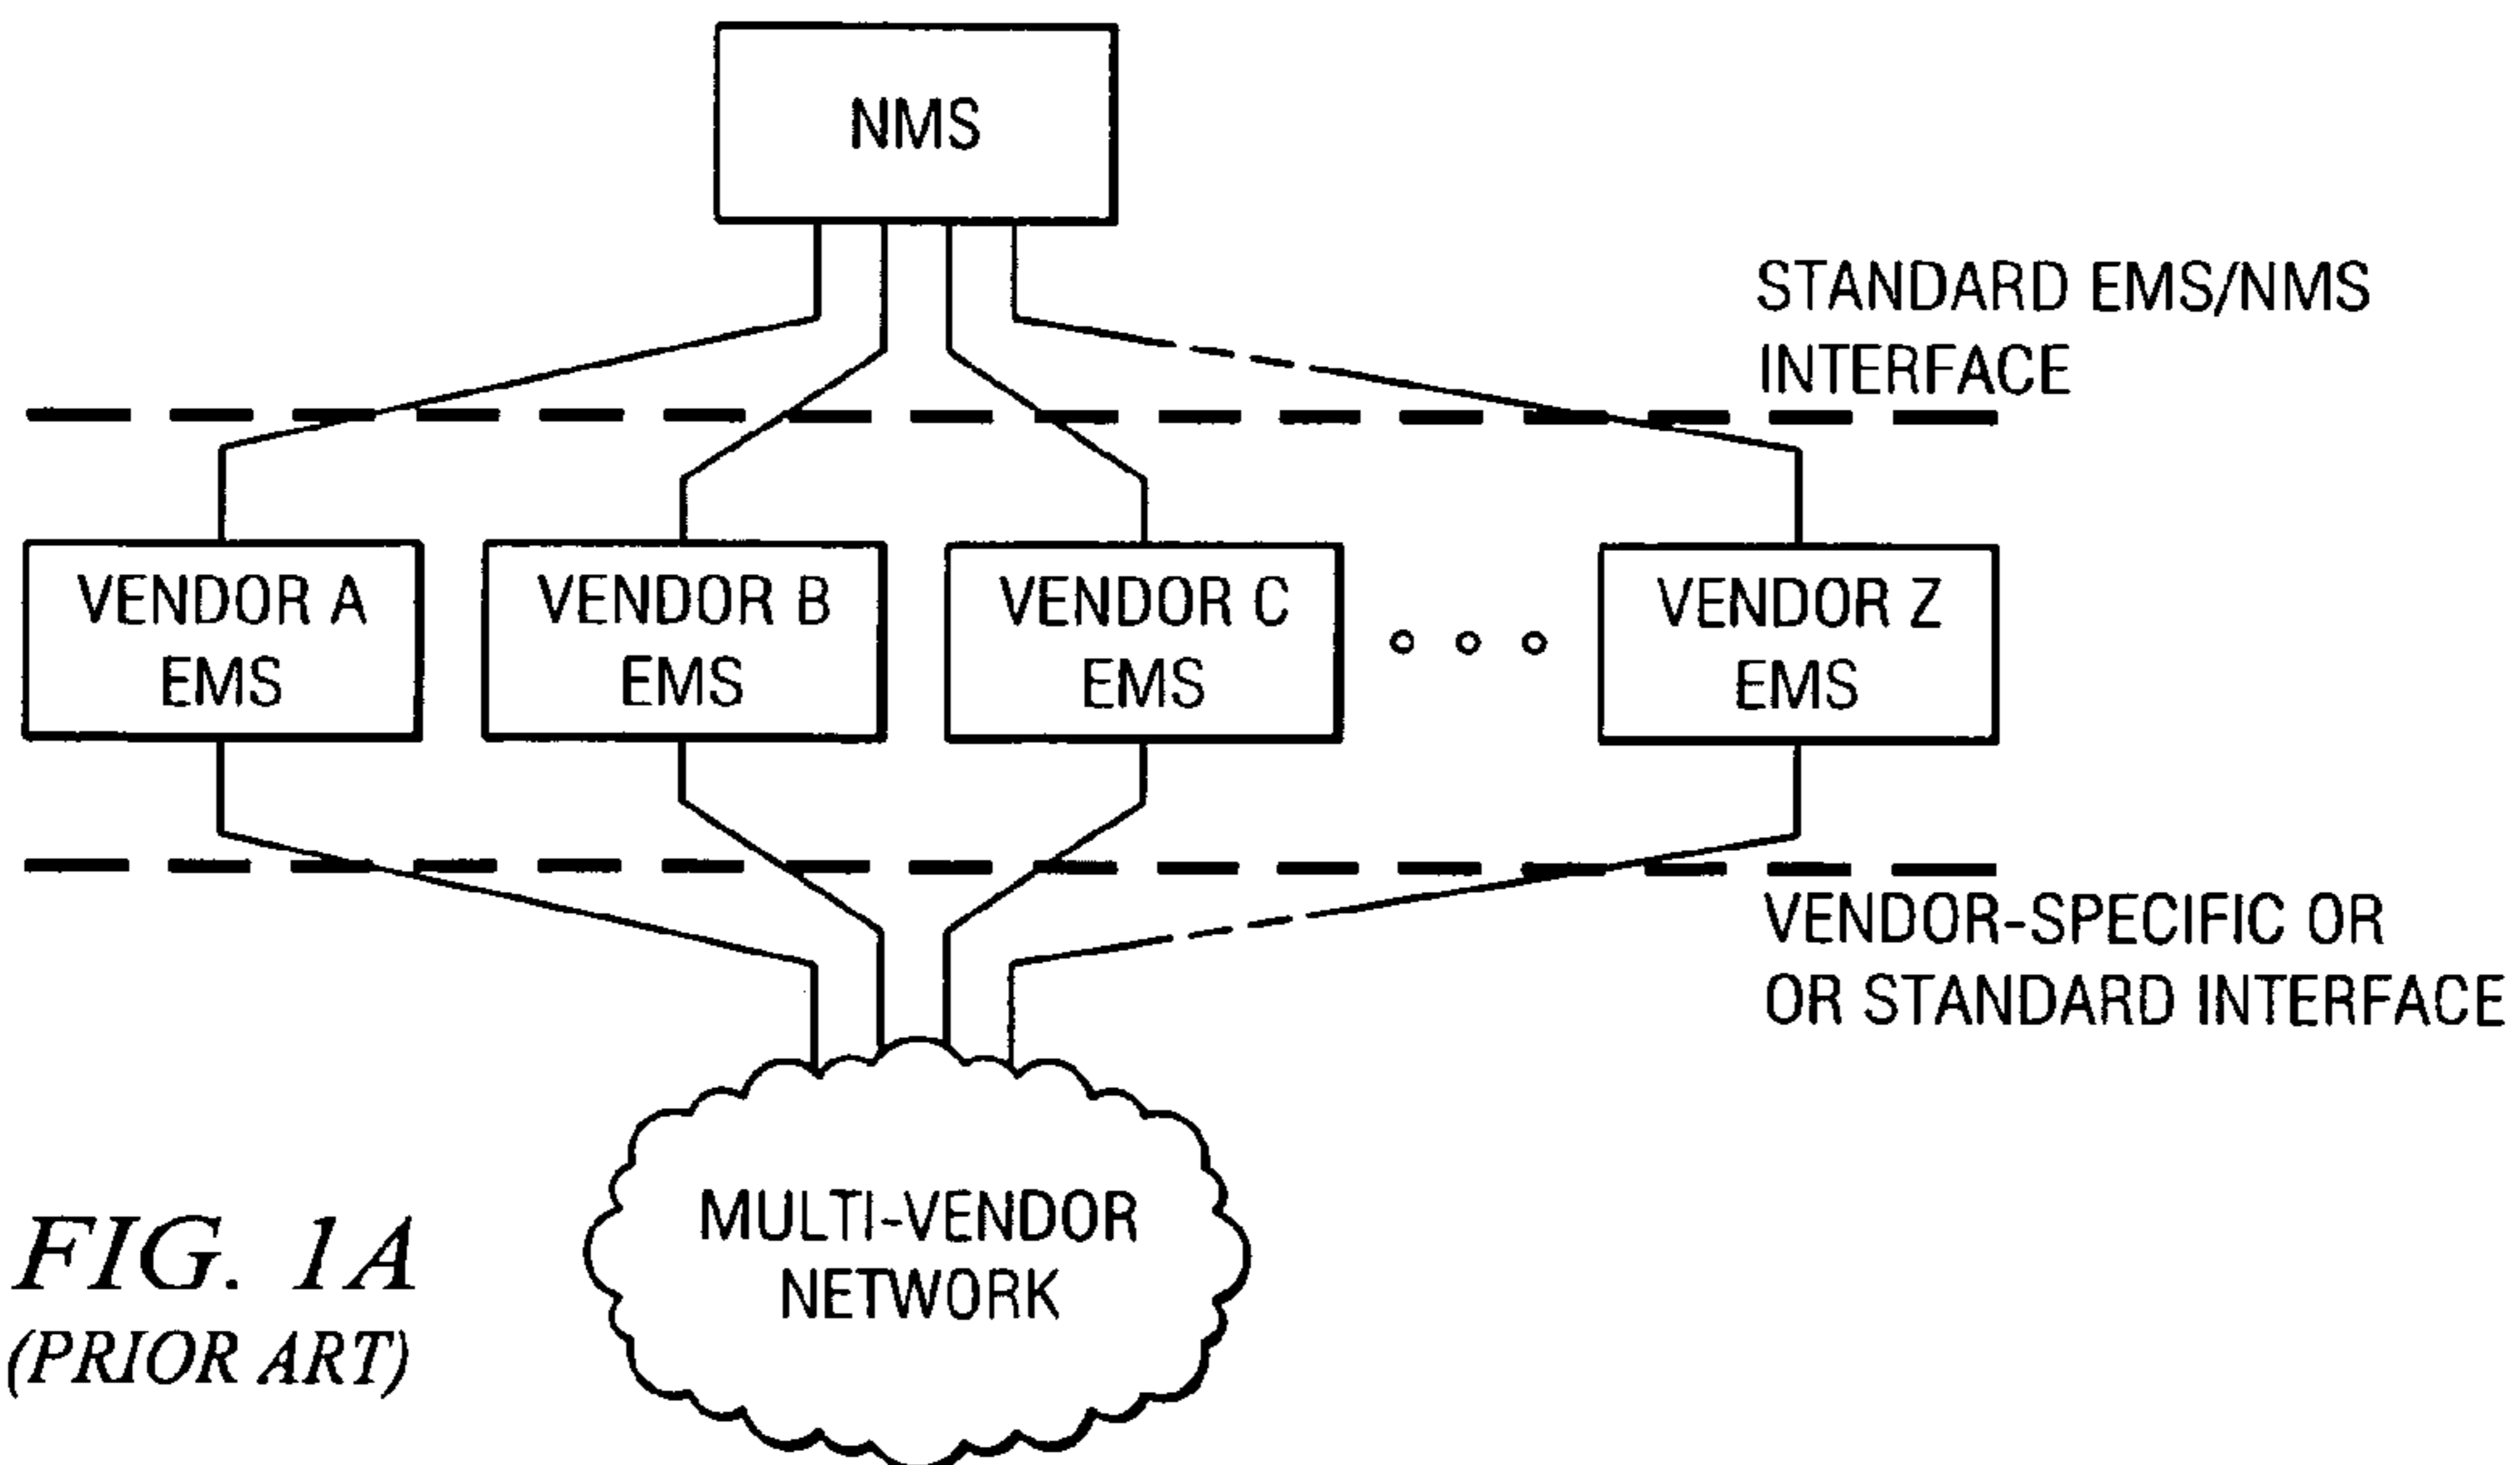 NMS
STANDARD EMS/NMS
INTERFACE
VENDOR A
EMS
VENDOR B
EMS
VENDOR C
EMS
VENDOR Z
EMS
VENDOR-SPECIFIC OR
OR STANDARD INTERFACE
MULTI-VENDOR
NETWORK
FIG. 1A
(PRIOR ART)